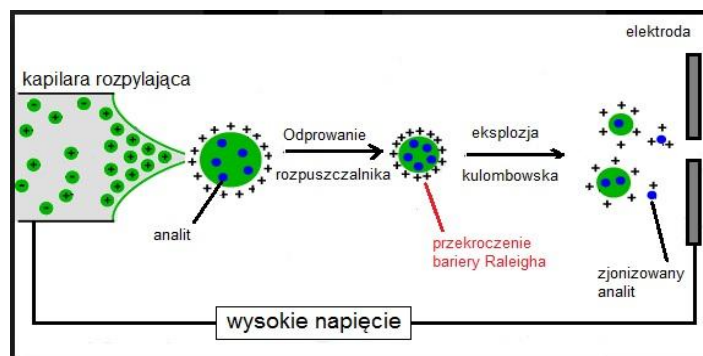 elektroda
kapilara rozpylająca
Odprowanie
rozpuszczalnika
eksplozja
kulombowska
analit
przekroczenie
bariery Raleigha
zjonizowany
analit
wysokie napięcie